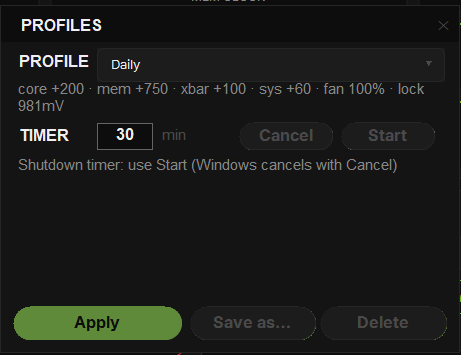 PROFILES
PROFILE Daily
core +200 · mem +750 · xbar +100 · sys +60 · fan 100% · lock
981mV
TIMER 30 min Cancel Start
Shutdown timer: use Start (Windows cancels with Cancel)
Apply Save as... Delete